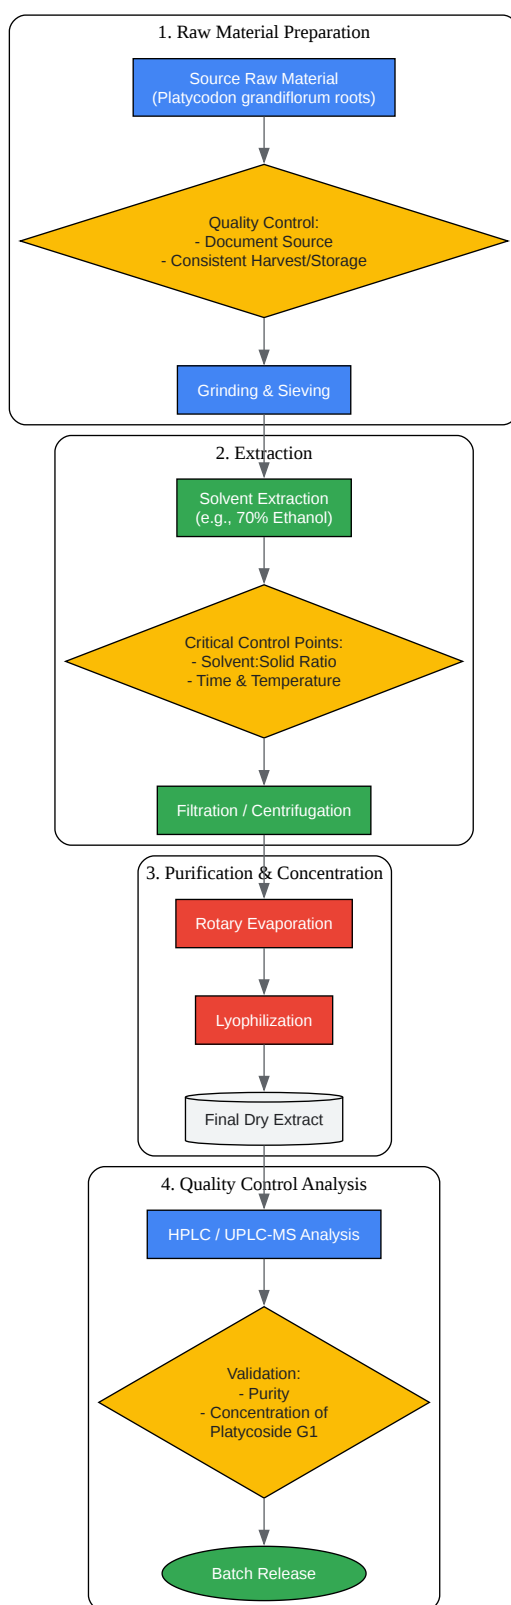 1. Raw Material Preparation
Source Raw Material
(Platycodon grandiflorum roots)
Quality Control:
- Document Source
- Consistent Harvest/Storage
Grinding & Sieving
2. Extraction
Solvent Extraction
(e.g., 70% Ethanol)
Critical Control Points:
- Solvent:Solid Ratio
- Time & Temperature
Filtration / Centrifugation
3. Purification & Concentration
Rotary Evaporation
Lyophilization
Final Dry Extract
4. Quality Control Analysis
HPLC / UPLC-MS Analysis
Validation:
- Purity
- Concentration of
Platycoside G1
Batch Release